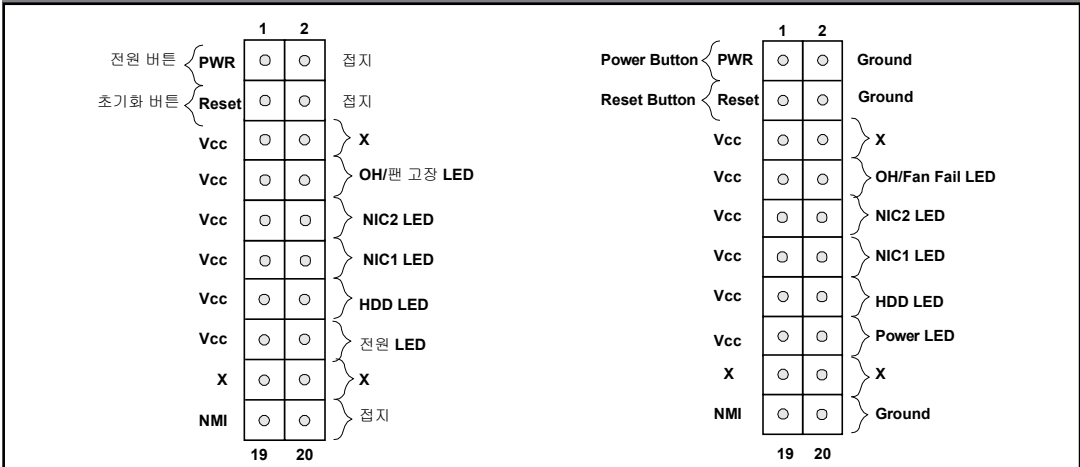 1 2
전원 버튼 PWR 접지
초기화 버튼 Reset 접지
Vcc X
Vcc OH/팬 고장 LED
Vcc NIC2 LED
Vcc NIC1 LED
Vcc HDD LED
Vcc 전원 LED
X X
NMI 접지
19 20
1 2
Power Button PWR Ground
Reset Button Reset Ground
Vcc X
Vcc OH/Fan Fail LED
Vcc NIC2 LED
Vcc NIC1 LED
Vcc HDD LED
Vcc Power LED
X X
NMI Ground
19 20